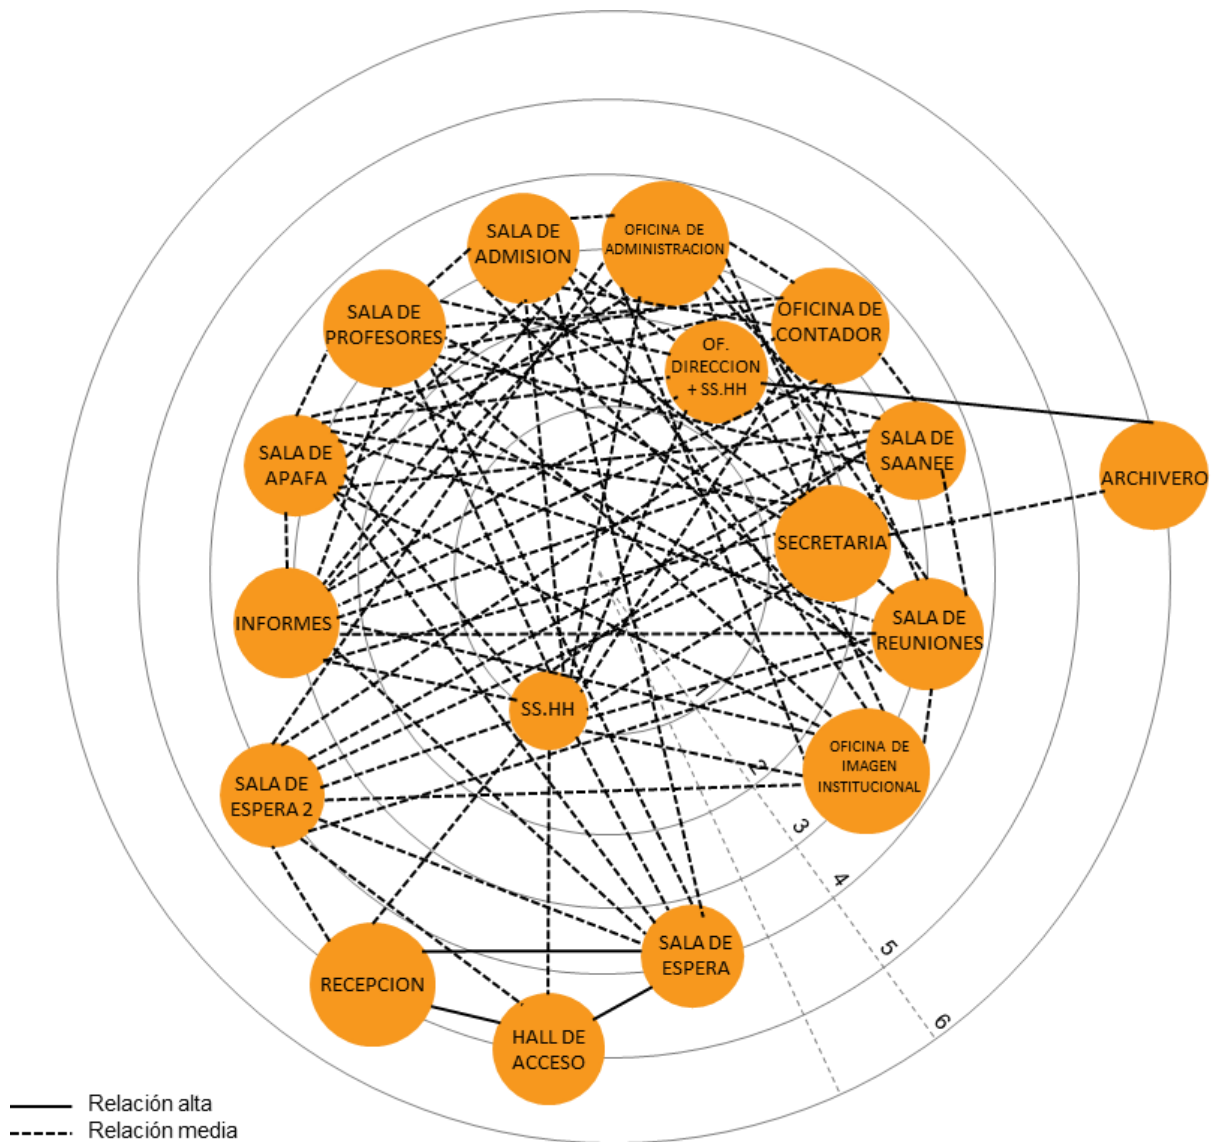 SALA DE
ADMISION
OFICINA DE
ADMINISTRACION
SALA DE
PROFESORES
OFICINA DE
CONTADOR
OF.
DIRECCION
+ SS.HH
SALA DE
APAFA
SALA DE
SAANEE
ARCHIVERO
SECRETARIA
INFORMES
SALA DE
REUNIONES
SS.HH
OFICINA DE
IMAGEN
INSTITUCIONAL
SALA DE
ESPERA 2
1
2
3
4
5
6
SALA DE
ESPERA
RECEPCION
HALL DE
ACCESO
Relación alta
Relación media